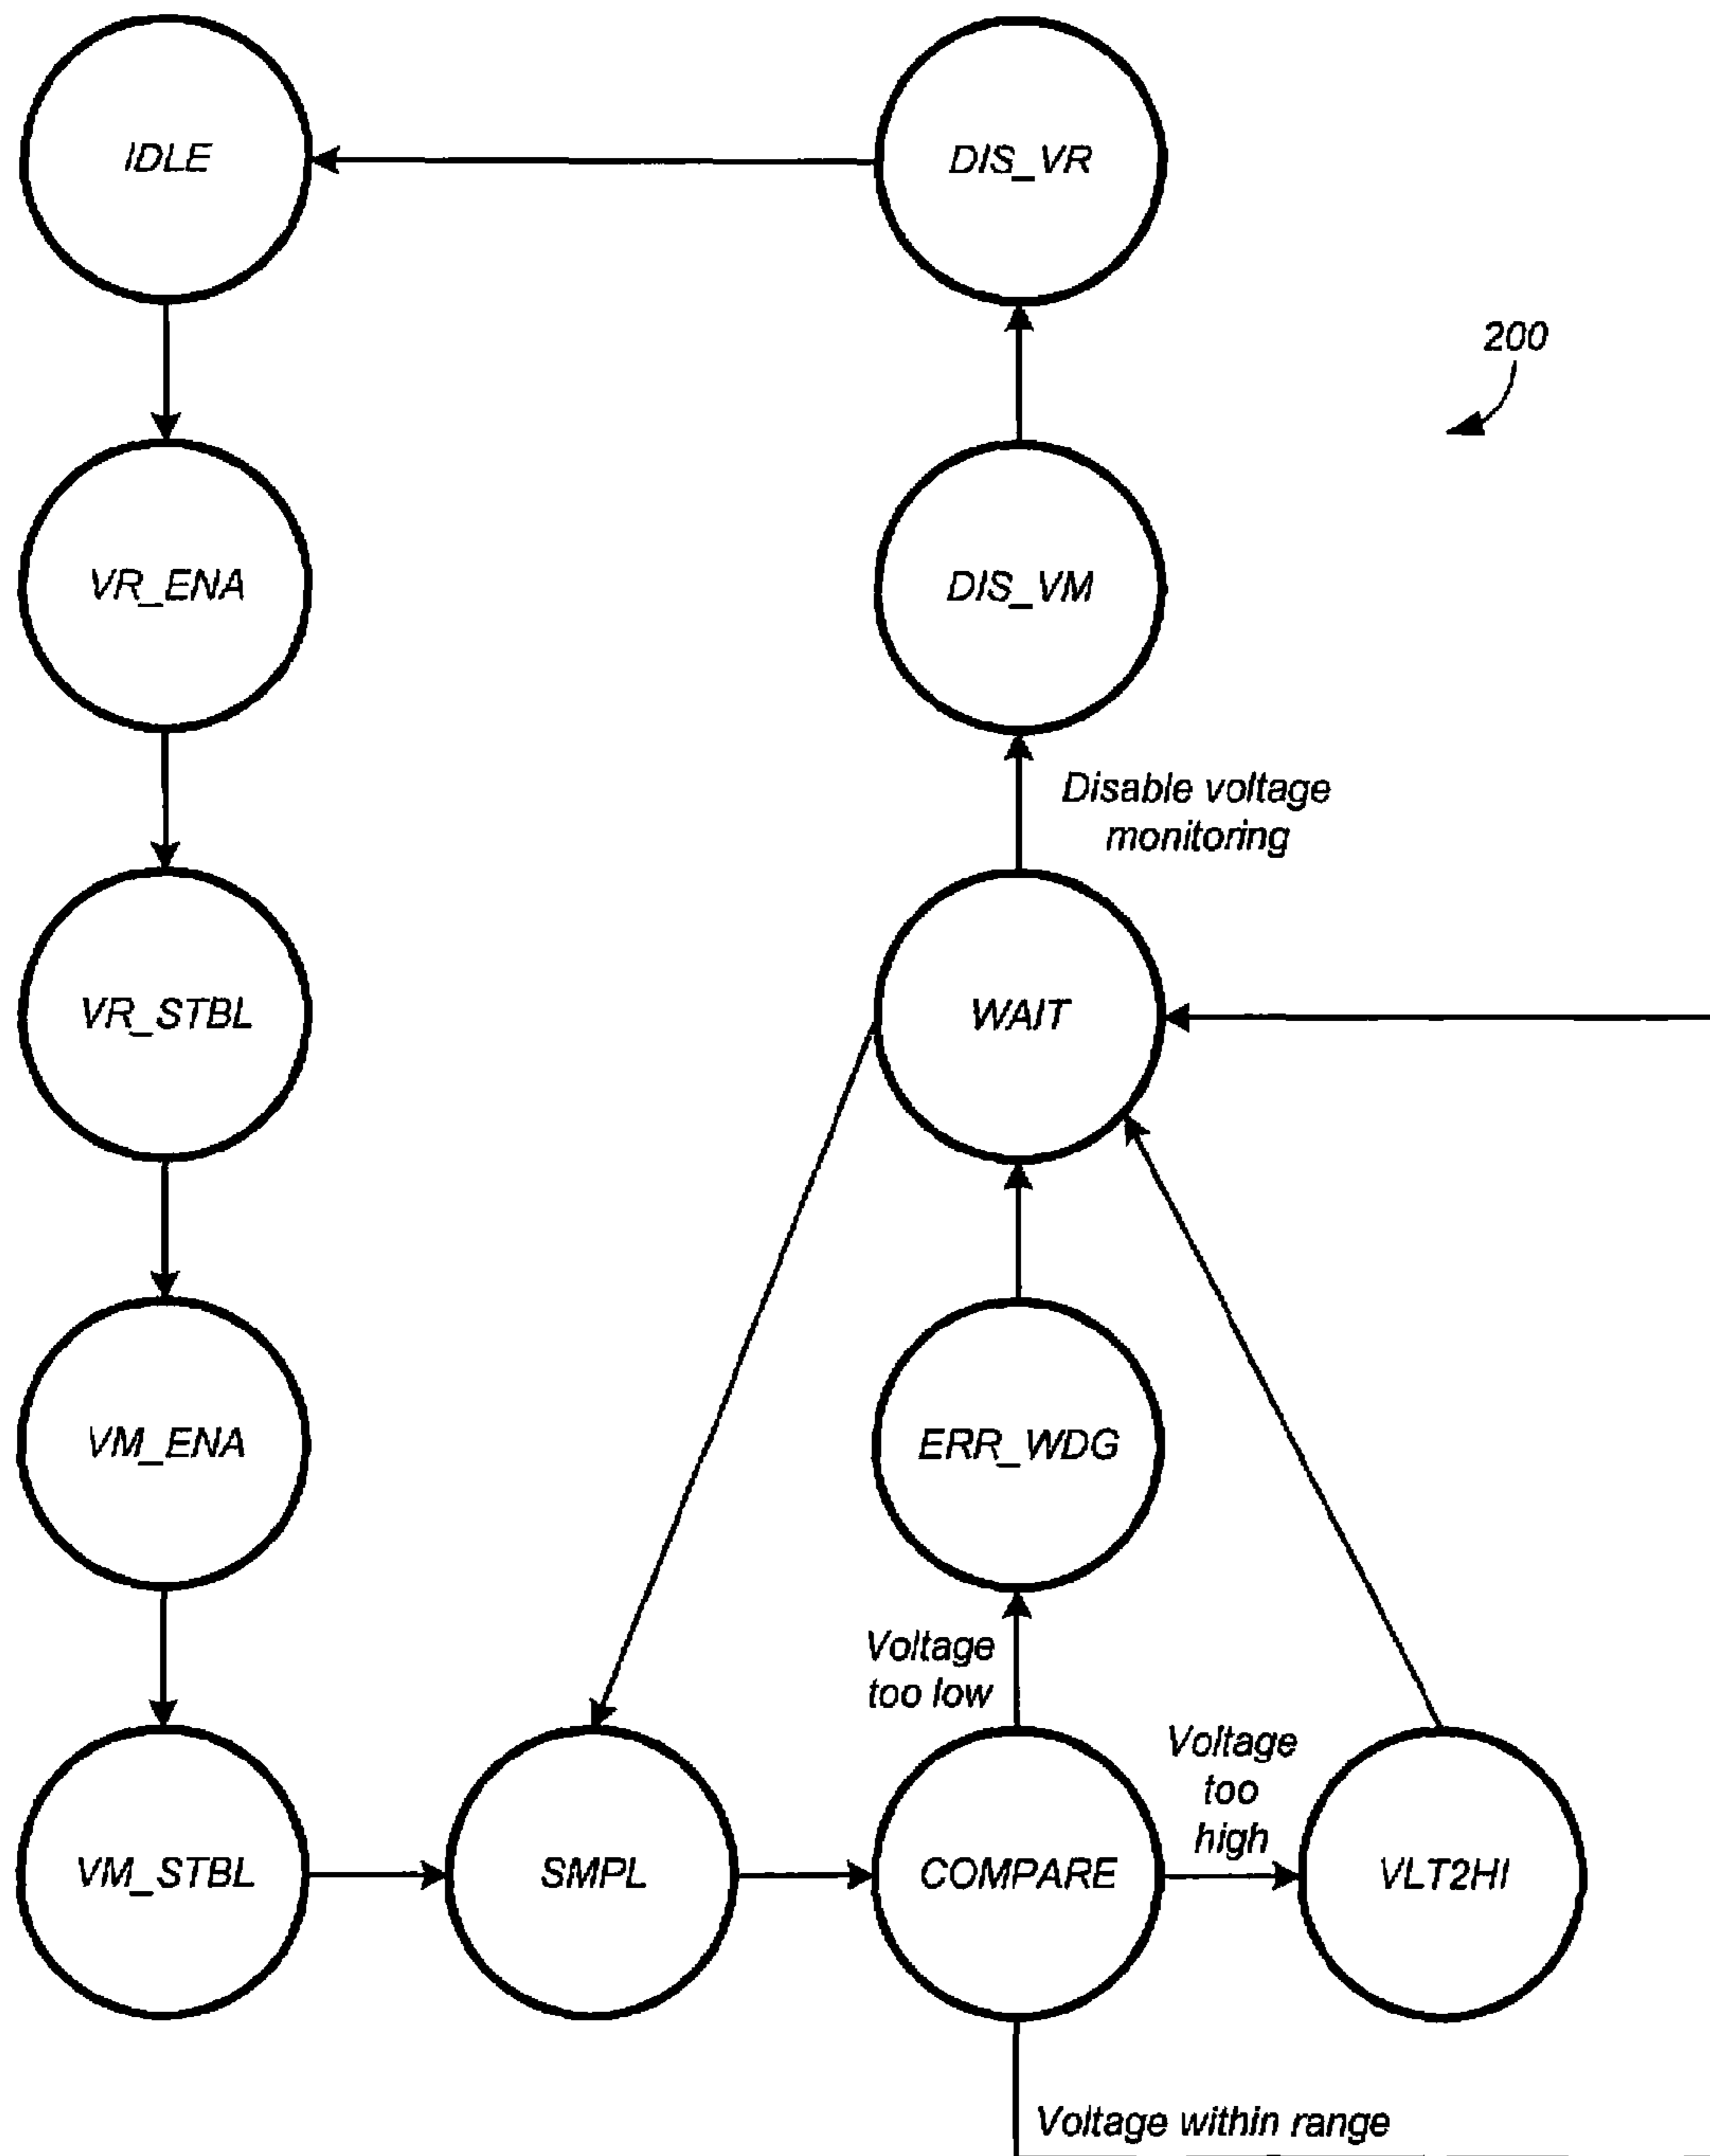 IDLE
DIS_VR
200
VR_ENA
DIS_VM
Disable voltage
monitoring
VR_STBL
WAIT
VM_ENA
ERR_WDG
Voltage
too low
Voltage
too
high
VM_STBL
SMPL
COMPARE
VLT2HI
Voltage within range